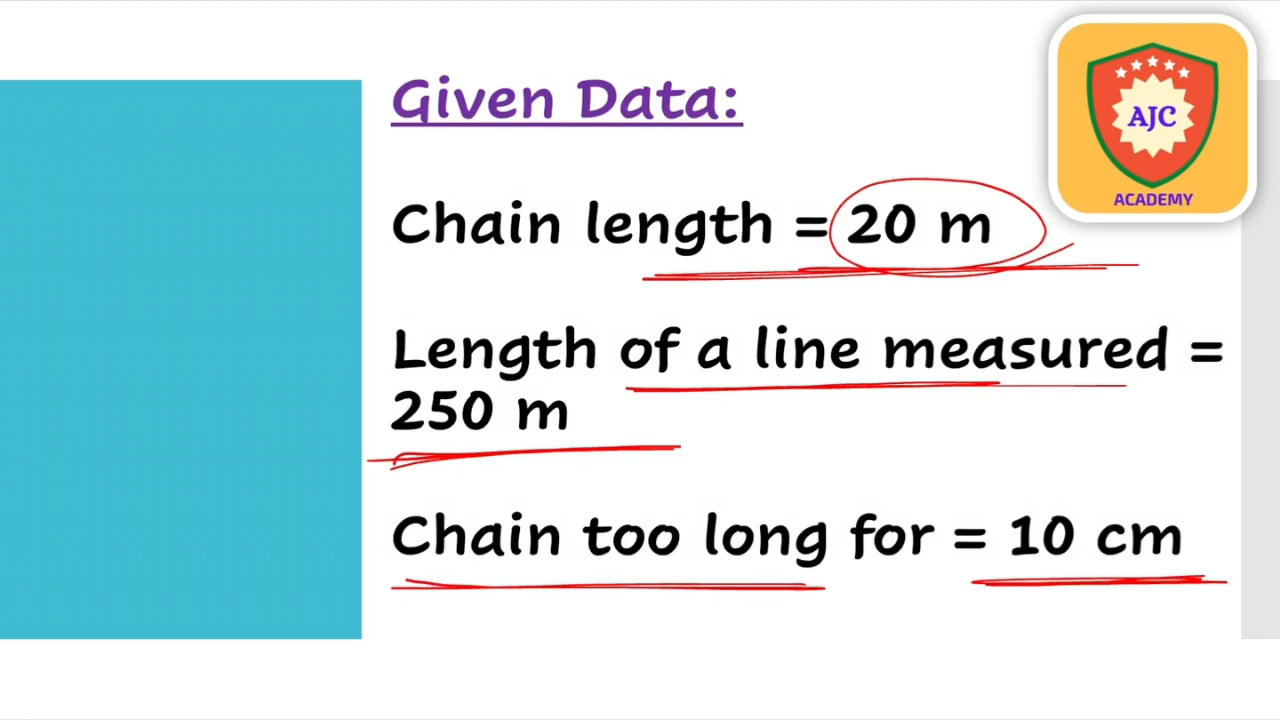 Given Data:
AJC
ACADEMY
Chain length = 20 m
Length of a line measured =
250 m
Chain too long for = 10 cm